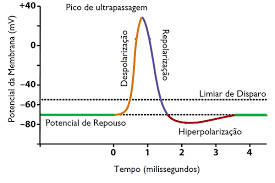 Pico de ultrapassagem
+40
0
−40
−60
−80
Potencial da Membrana (mV)
Despolarização
Repolarização
Limiar de Disparo
Potencial de Repouso
Hiperpolarização
0 1 2 3 4
Tempo (milissegundos)